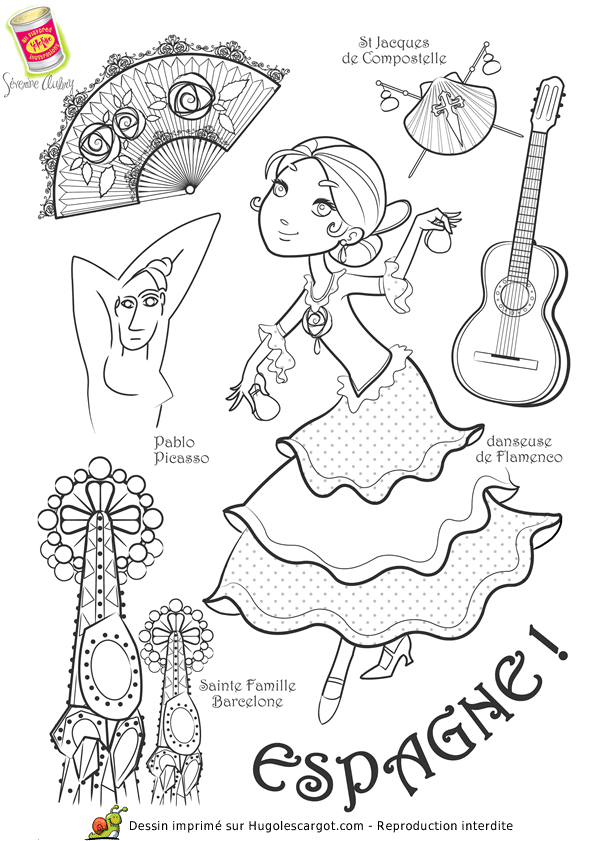 St Jacques
de Compostelle
Pablo
Picasso
danseuse
de Flamenco
Sainte Famille
Barcelone
ESPAGNE !
Dessin imprimé sur Hugolescargot.com - Reproduction interdite